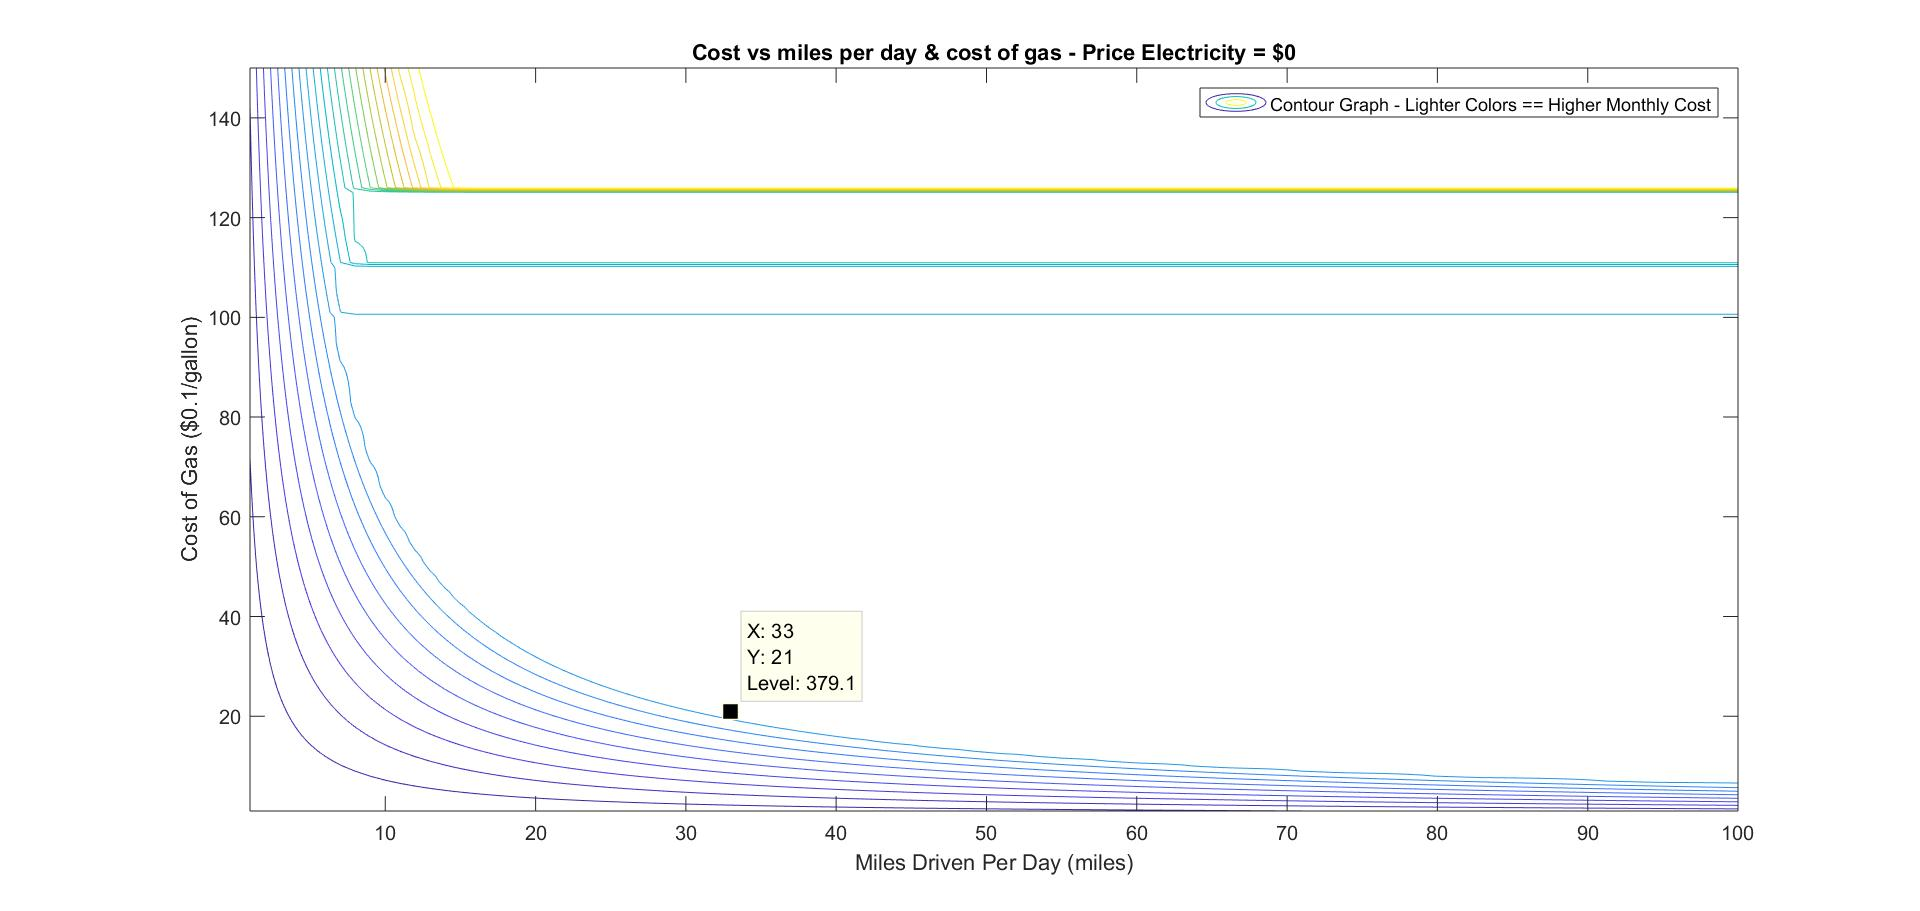 Cost vs miles per day & cost of gas - Price Electricity = $0
Contour Graph - Lighter Colors == Higher Monthly Cost
Cost of Gas ($0.1/gallon)
140
120
100
80
60
40
20
X: 33
Y: 21
Level: 379.1
10 20 30 40 50 60 70 80 90 100
Miles Driven Per Day (miles)